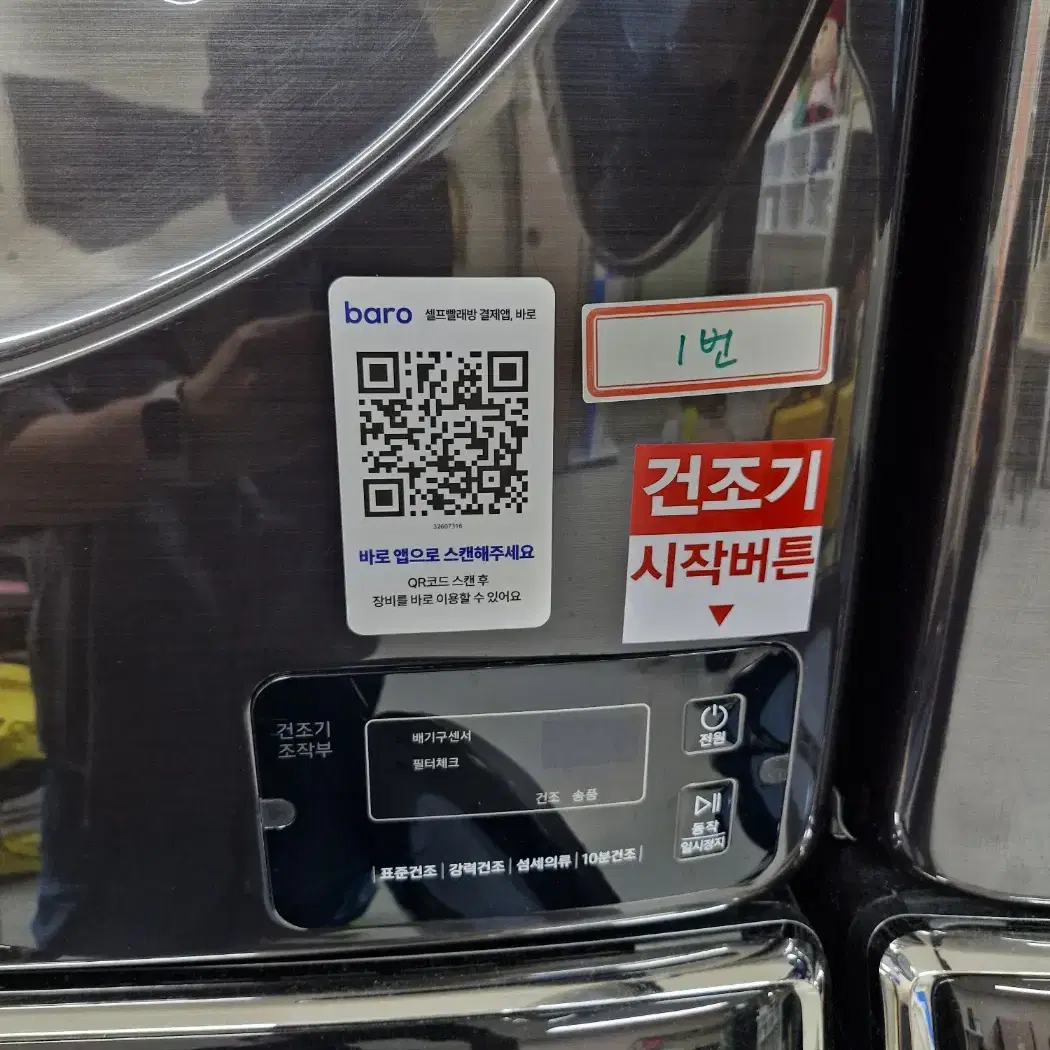 baro 셀프빨래방 결제앱, 바로
32607316
바로 앱으로 스캔해주세요
QR코드 스캔 후
장비를 바로 이용할 수 있어요
1번
건조기
시작버튼
건조기
조작부
배기구센서
필터체크
건조 송풍
전원
동작
일시정지
| 표준건조 | 강력건조 | 섬세의류 | 10분건조 |